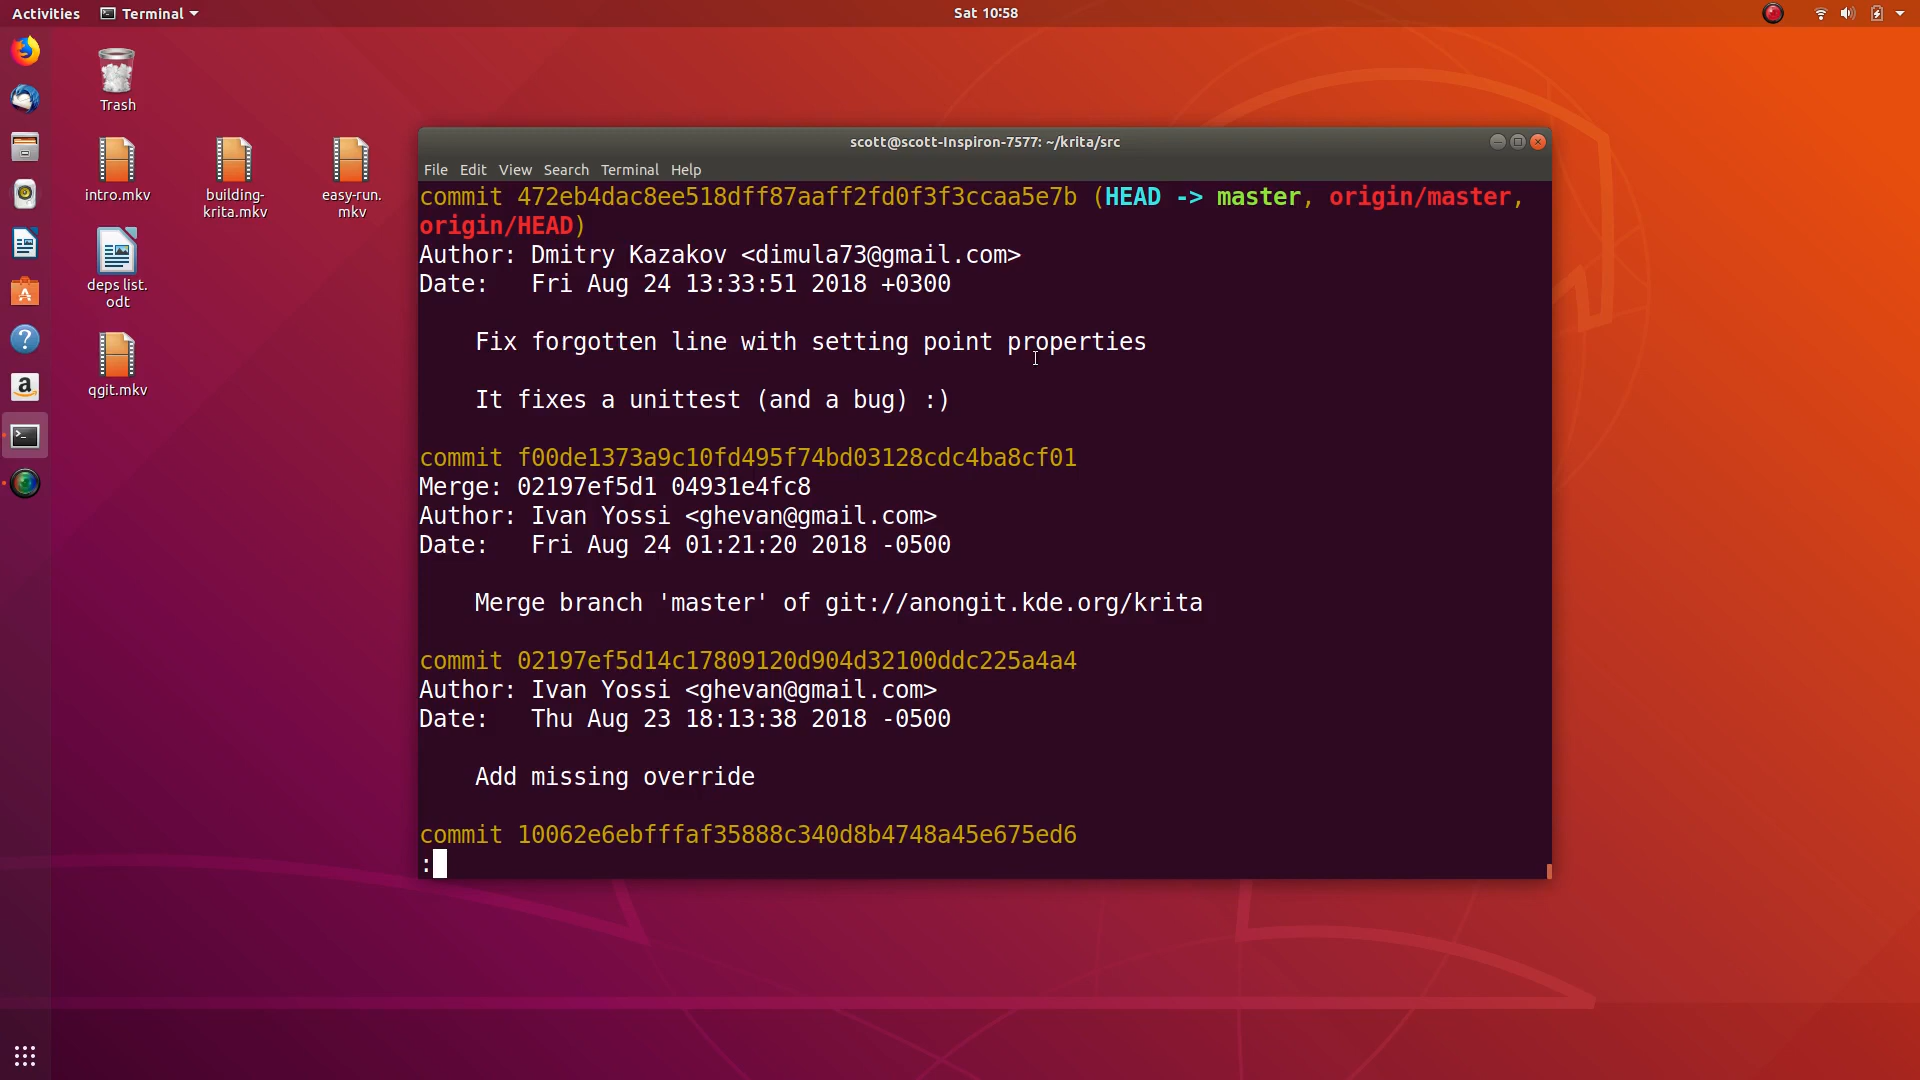 Activities Terminal Sat 10:58
Trash
intro.mkv
building-
krita.mkv
easy-run.
mkv
deps list.
odt
qgit.mkv
scott@scott-Inspiron-7577: ~/krita/src
File Edit View Search Terminal Help
commit 472eb4dac8ee518dff87aaff2fd0f3f3ccaa5e7b (HEAD -> master, origin/master,
origin/HEAD)
Author: Dmitry Kazakov <dimula73@gmail.com>
Date:   Fri Aug 24 13:33:51 2018 +0300
    Fix forgotten line with setting point properties
    It fixes a unittest (and a bug) :)
commit f00de1373a9c10fd495f74bd03128cdc4ba8cf01
Merge: 02197ef5d1 04931e4fc8
Author: Ivan Yossi <ghevan@gmail.com>
Date:   Fri Aug 24 01:21:20 2018 -0500
    Merge branch 'master' of git://anongit.kde.org/krita
commit 02197ef5d14c17809120d904d32100ddc225a4a4
Author: Ivan Yossi <ghevan@gmail.com>
Date:   Thu Aug 23 18:13:38 2018 -0500
    Add missing override
commit 10062e6ebfffaf35888c340d8b4748a45e675ed6
: